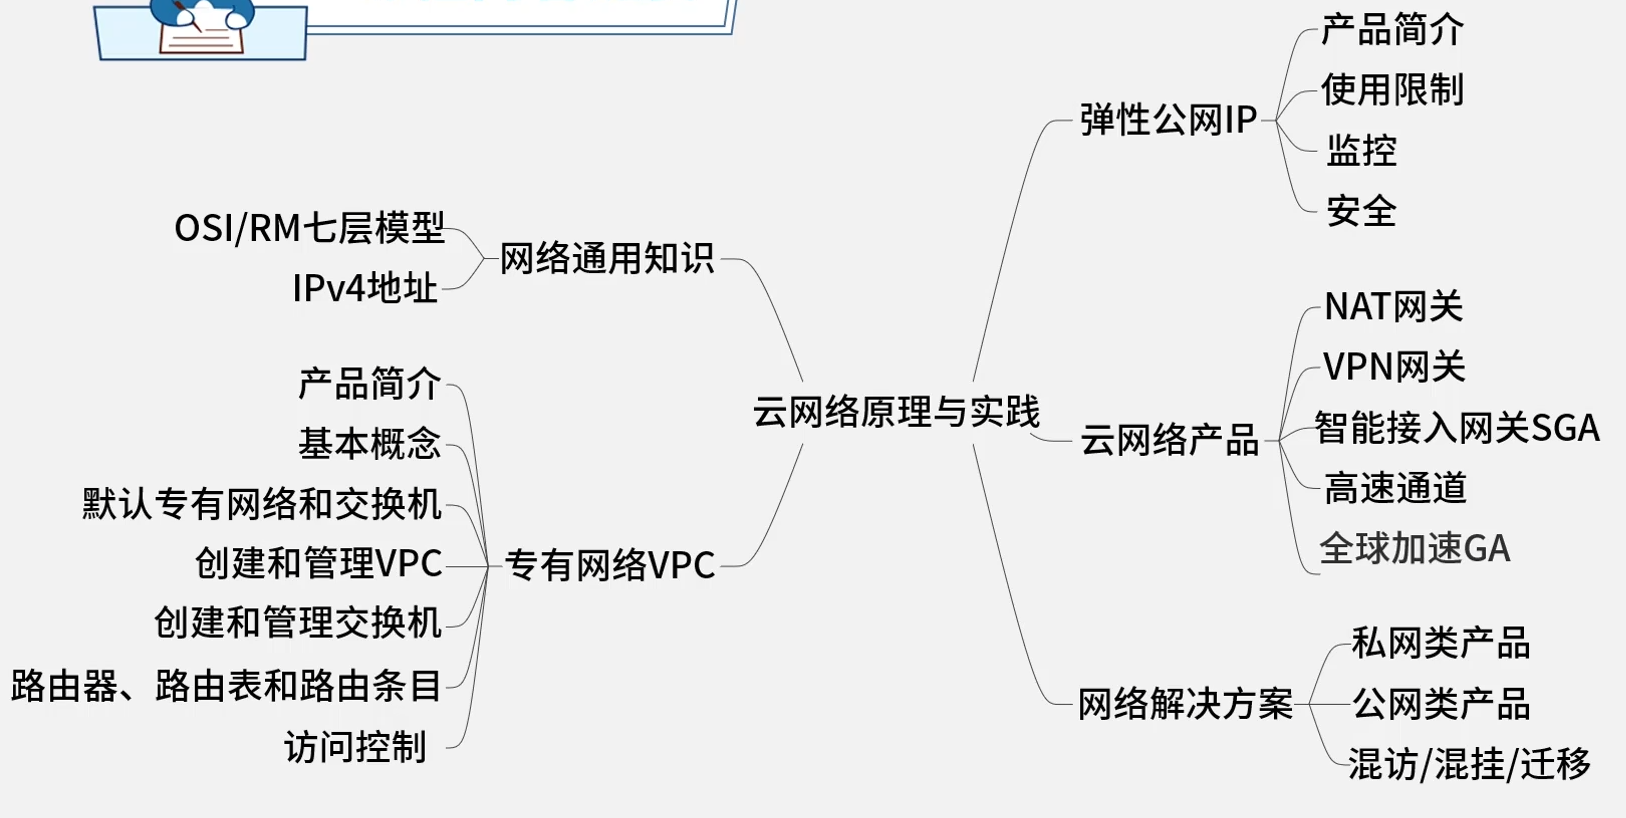 云网络原理与实践
网络通用知识
OSI/RM七层模型
IPv4地址
专有网络VPC
产品简介
基本概念
默认专有网络和交换机
创建和管理VPC
创建和管理交换机
路由器、路由表和路由条目
访问控制
弹性公网IP
产品简介
使用限制
监控
安全
云网络产品
NAT网关
VPN网关
智能接入网关SGA
高速通道
全球加速GA
网络解决方案
私网类产品
公网类产品
混访/混挂/迁移